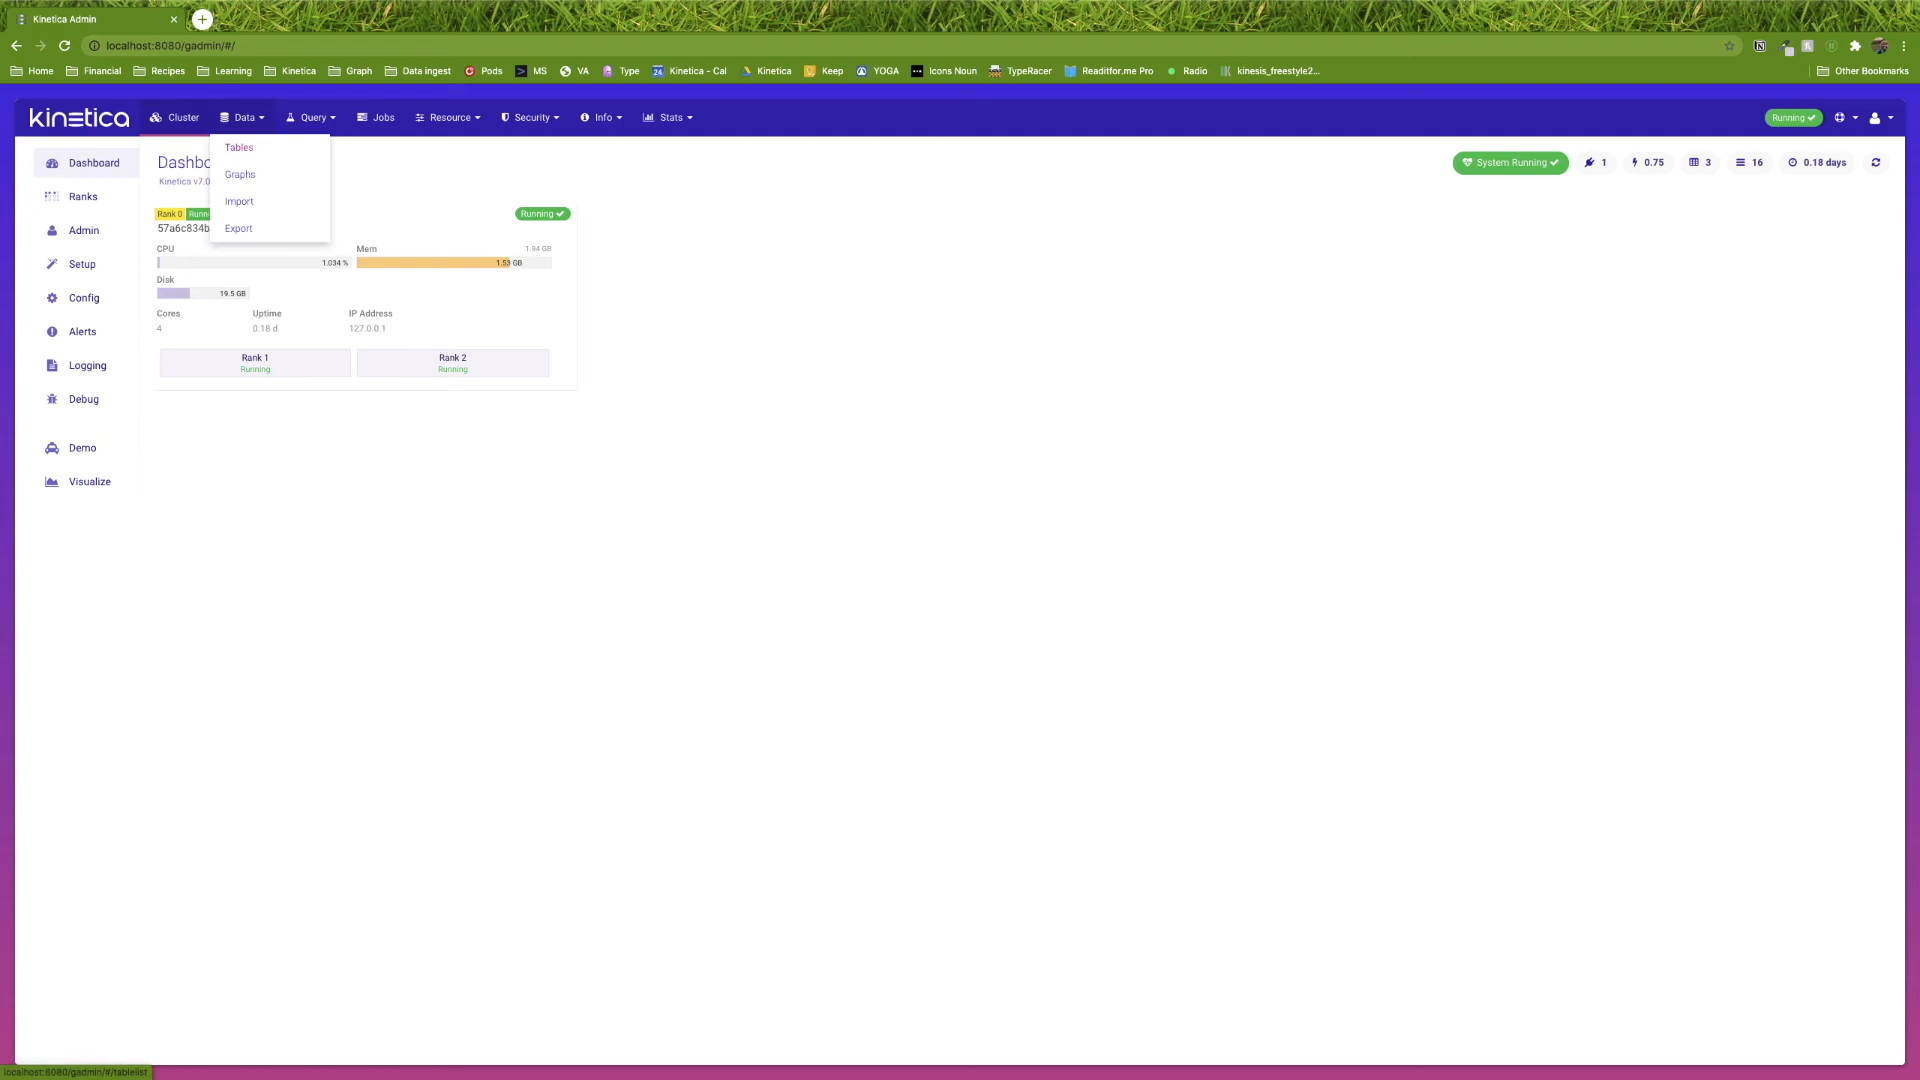 Kinetica Admin
localhost:8080/gadmin/#/
Home Financial Recipes Learning Kinetica Graph Data ingest Pods MS VA Type Kinetica - Cal Kinetica Keep YOGA Icons Noun TypeRacer Readitfor.me Pro Radio kinesis_freestyle2... Other Bookmarks
kinetica Cluster Data Query Jobs Resource Security Info Stats Running
Dashboard
Ranks
Admin
Setup
Config
Alerts
Logging
Debug
Demo
Visualize
Tables
Graphs
Import
Export
Dashbo
Kinetica v7.0
System Running 1 0.75 3 16 0.18 days
Rank 0 Runn Running
57a6c834b
CPU Mem 1.94 GB
1.034 % 1.53 GB
Disk
19.5 GB
Cores Uptime IP Address
4 0.18 d 127.0.0.1
Rank 1 Rank 2
Running Running
localhost:8080/gadmin/#/tablelist